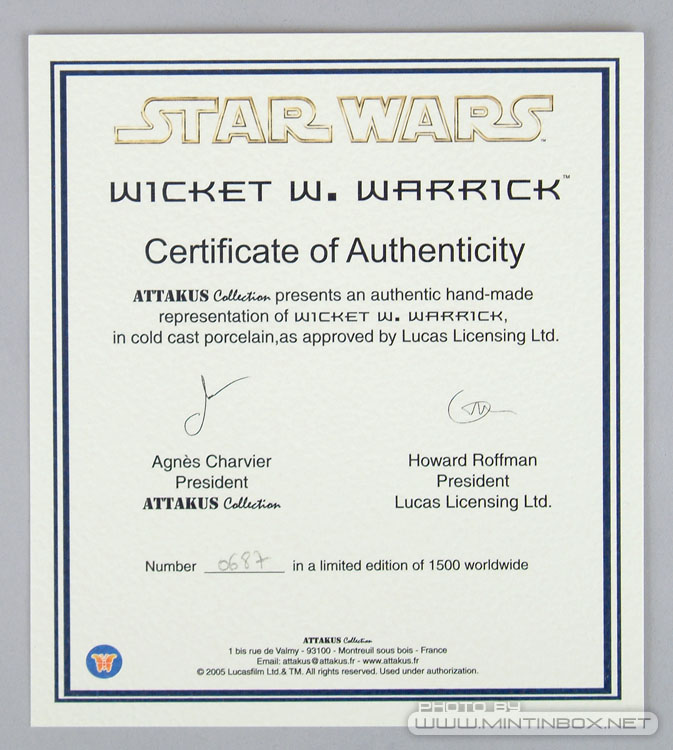 STAR WARS™
WICKET W. WARRICK™
Certificate of Authenticity
ATTAKUS Collection presents an authentic hand-made
representation of WICKET W. WARRICK,
in cold cast porcelain,as approved by Lucas Licensing Ltd.
Agnès Charvier Howard Roffman
President President
ATTAKUS Collection Lucas Licensing Ltd.
Number 0687 in a limited edition of 1500 worldwide
ATTAKUS Collection
1 bis rue de Valmy - 93100 - Montreuil sous bois - France
Email: attakus@attakus.fr - www.attakus.fr
© 2005 Lucasfilm Ltd.& TM. All rights reserved. Used under authorization.
PHOTO BY
WWW.MINTINBOX.NET